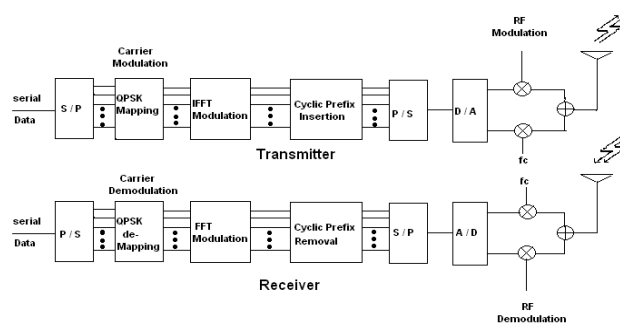 RF
Modulation
Carrier
Modulation
serial
Data
S / P
QPSK
Mapping
IFFT
Modulation
Cyclic Prefix
Insertion
P / S
D / A
fc
Transmitter
Carrier
Demodulation
fc
serial
Data
P / S
QPSK
de-
Mapping
FFT
Modulation
Cyclic Prefix
Removal
S / P
A / D
Receiver
RF
Demodulation